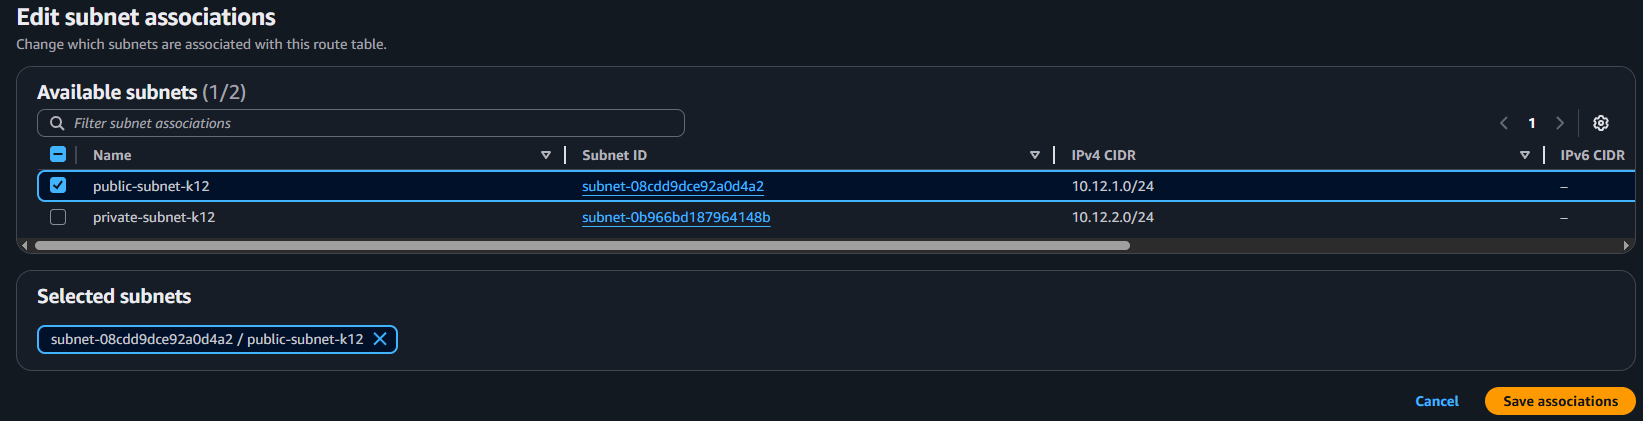 Edit subnet associations
Change which subnets are associated with this route table.
Available subnets (1/2)
Filter subnet associations
1
Name Subnet ID IPv4 CIDR IPv6 CIDR
public-subnet-k12 subnet-08cdd9dce92a0d4a2 10.12.1.0/24 –
private-subnet-k12 subnet-0b966bd187964148b 10.12.2.0/24 –
Selected subnets
subnet-08cdd9dce92a0d4a2 / public-subnet-k12
Cancel Save associations